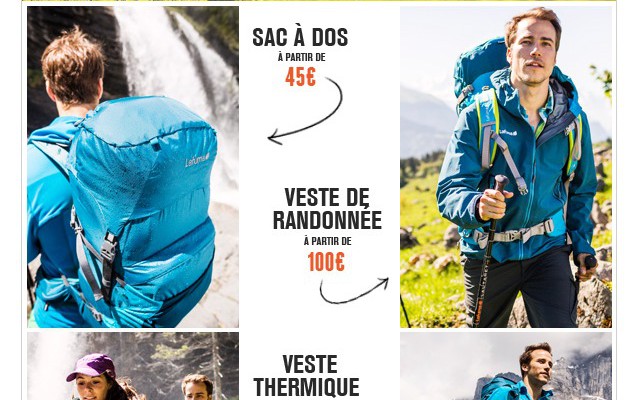 SAC À DOS
À PARTIR DE
45€
Lafuma
VESTE DE
RANDONNÉE
À PARTIR DE
100€
Lafuma
VESTE
THERMIQUE